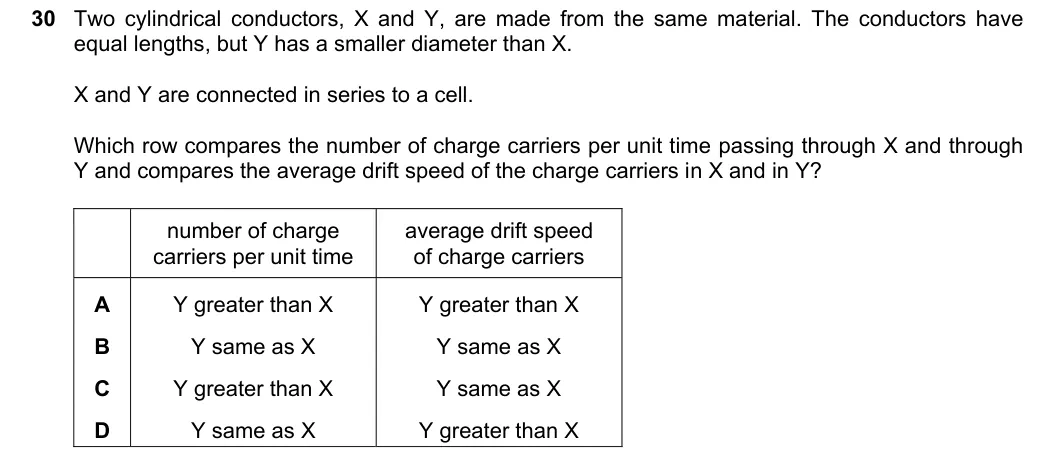 30 Two cylindrical conductors, X and Y, are made from the same material. The conductors have
equal lengths, but Y has a smaller diameter than X.
X and Y are connected in series to a cell.
Which row compares the number of charge carriers per unit time passing through X and through
Y and compares the average drift speed of the charge carriers in X and in Y?
number of charge average drift speed
carriers per unit time of charge carriers
A Y greater than X Y greater than X
B Y same as X Y same as X
C Y greater than X Y same as X
D Y same as X Y greater than X